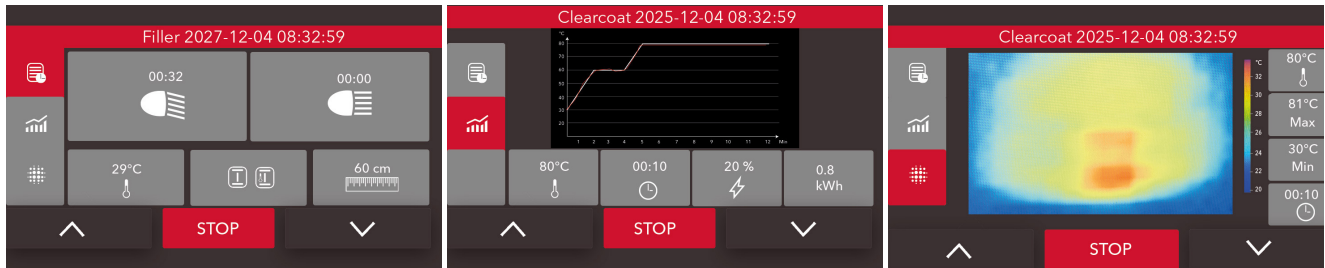 Filler 2027-12-04 08:32:59
00:32
00:00
29°C
60 cm
STOP
Clearcoat 2025-12-04 08:32:59
°C
80
70
60
50
40
30
20
1 2 3 4 5 6 7 8 9 10 11 12 Min
80°C
00:10
20 %
0.8
kWh
STOP
Clearcoat 2025-12-04 08:32:59
°C
32
30
28
26
24
22
20
80°C
81°C
Max
30°C
Min
00:10
STOP